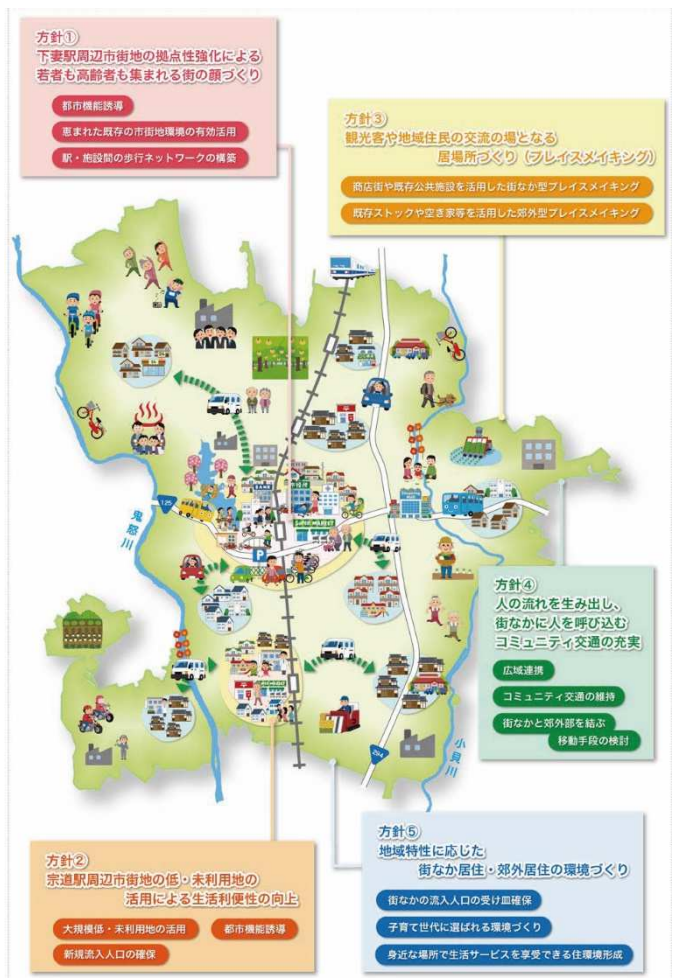 方針①
下妻駅周辺市街地の拠点性強化による
若者も高齢者も集まれる街の顔づくり
都市機能誘導
恵まれた既存の市街地環境の有効活用
駅・施設間の歩行ネットワークの構築
方針③
観光客や地域住民の交流の場となる
居場所づくり（プレイスメイキング）
商店街や既存公共施設を活用した街なか型プレイスメイキング
既存ストックや空き家等を活用した郊外型プレイスメイキング
BANK
SUPER MARKET
125
P
鬼怒川
方針④
人の流れを生み出し、
街なかに人を呼び込む
コミュニティ交通の充実
広域連携
コミュニティ交通の維持
街なかと郊外部を結ぶ
移動手段の検討
小貝川
294
方針②
宗道駅周辺市街地の低・未利用地の
活用による生活利便性の向上
大規模低・未利用地の活用
都市機能誘導
新規流入人口の確保
方針⑤
地域特性に応じた
街なか居住・郊外居住の環境づくり
街なかの流入人口の受け皿確保
子育て世代に選ばれる環境づくり
身近な場所で生活サービスを享受できる住環境形成